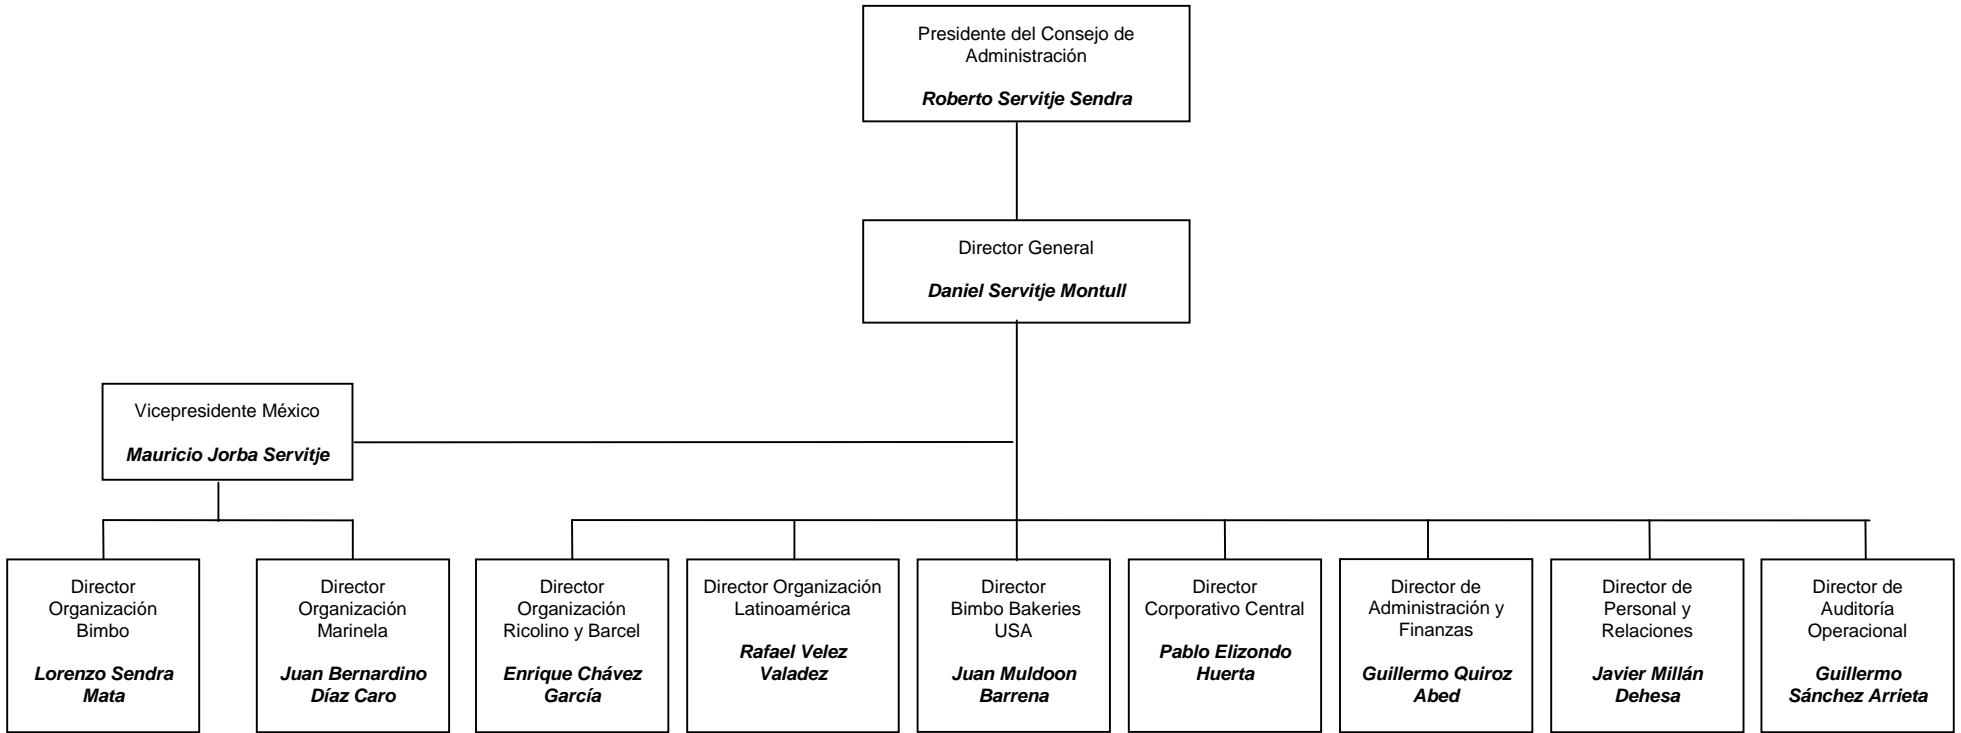 Presidente del Consejo de
Administración
Roberto Servitje Sendra
Director General
Daniel Servitje Montull
Vicepresidente México
Mauricio Jorba Servitje
Director
Organización
Bimbo
Lorenzo Sendra
Mata
Director
Organización
Marinela
Juan Bernardino
Díaz Caro
Director
Organización
Ricolino y Barcel
Enrique Chávez
García
Director Organización
Latinoamérica
Rafael Velez
Valadez
Director
Bimbo Bakeries
USA
Juan Muldoon
Barrena
Director
Corporativo Central
Pablo Elizondo
Huerta
Director de
Administración y
Finanzas
Guillermo Quiroz
Abed
Director de
Personal y
Relaciones
Javier Millán
Dehesa
Director de
Auditoría
Operacional
Guillermo
Sánchez Arrieta